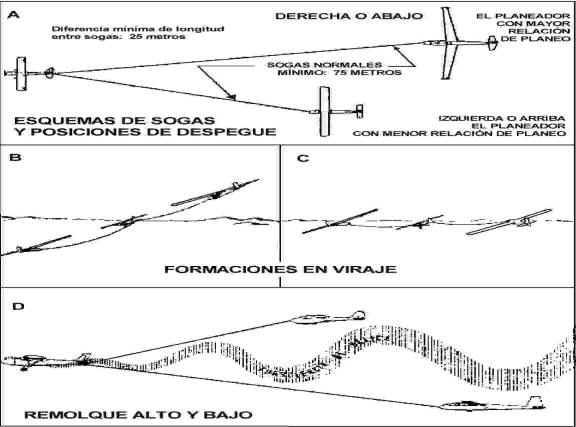 A
Diferencia mínima de longitud
entre sogas: 25 metros
DERECHA O ABAJO
EL PLANEADOR
CON MAYOR
RELACIÓN
DE PLANEO
SOGAS NORMALES
MÍNIMO: 75 METROS
ESQUEMAS DE SOGAS
Y POSICIONES DE DESPEGUE
IZQUIERDA O ARRIBA
EL PLANEADOR
CON MENOR RELACIÓN DE PLANEO
B
C
FORMACIONES EN VIRAJE
D
REMOLQUE ALTO Y BAJO